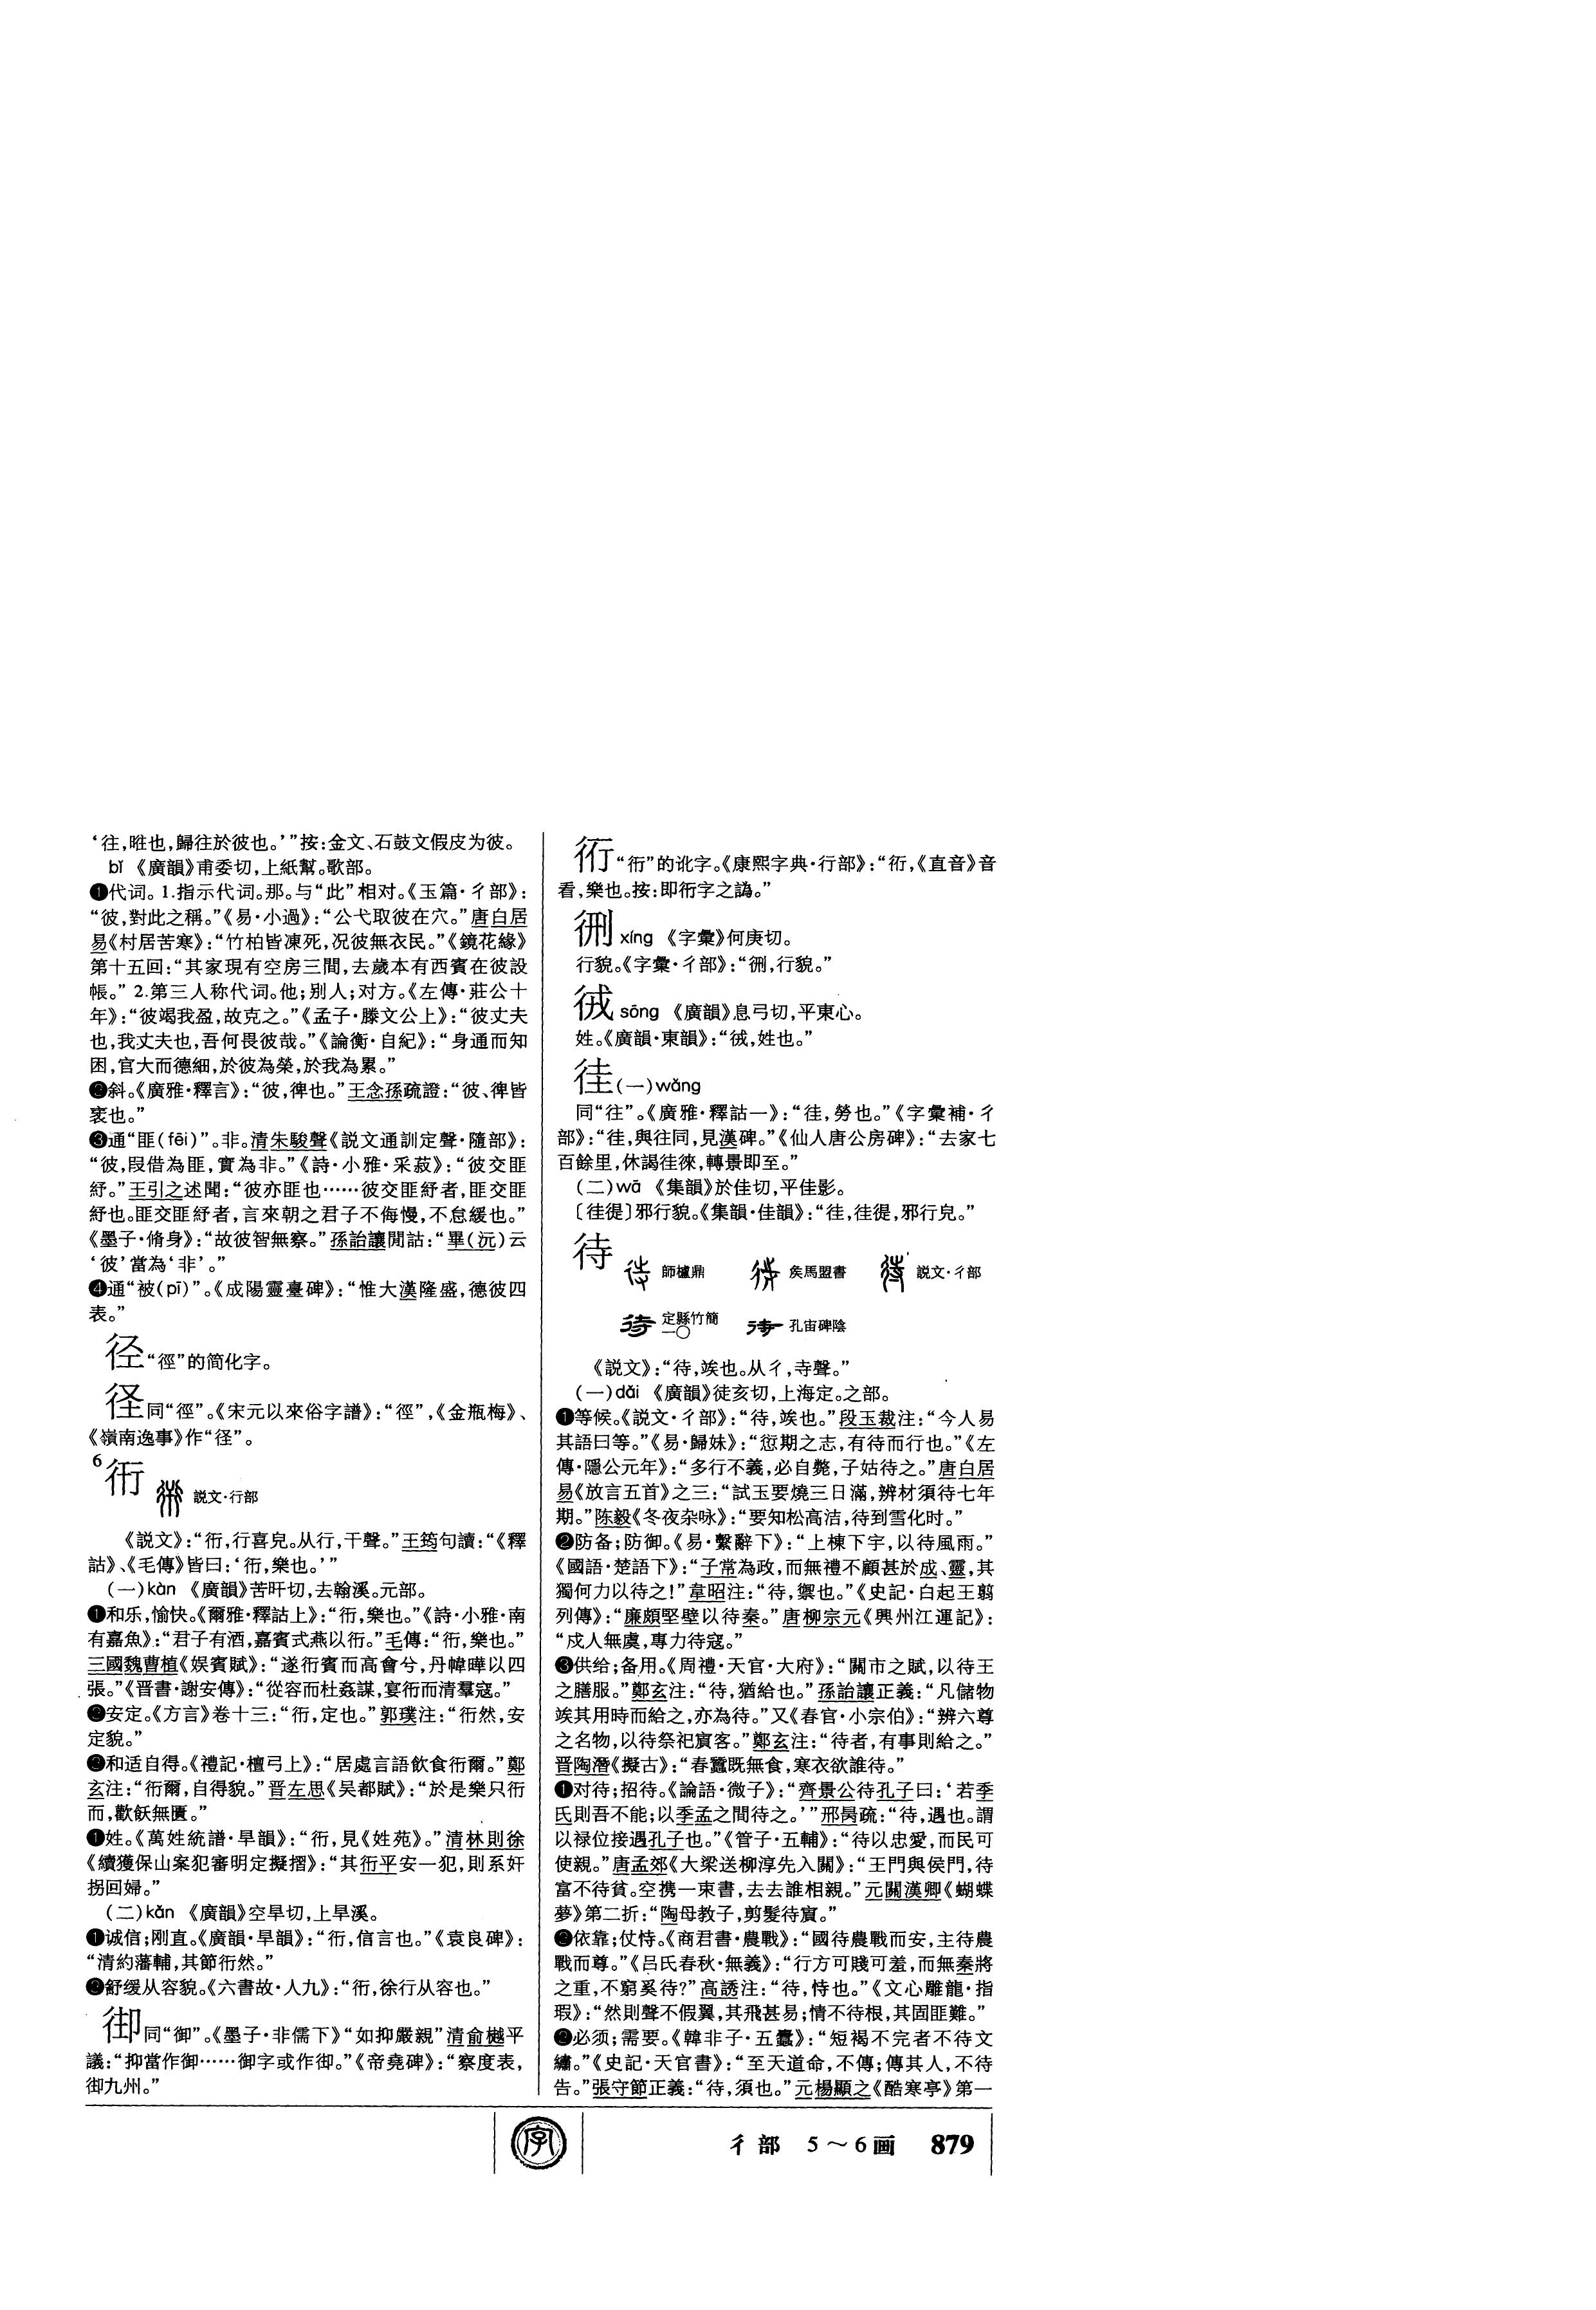 ‘往，暀也，歸往於彼也。’”按：金文、石鼓文假皮为彼。
bǐ 《廣韻》甫委切，上紙幫。歌部。
❶代词。1.指示代词。那。与“此”相对。《玉篇·彳部》：
“彼，對此之稱。”《易·小過》：“公弋取彼在穴。”唐白居
易《村居苦寒》：“竹柏皆凍死，况彼無衣民。”《鏡花緣》
第十五回：“其家現有空房三間，去歲本有西賓在彼設
帳。”2.第三人称代词。他；别人；对方。《左傳·莊公十
年》：“彼竭我盈，故克之。”《孟子·滕文公上》：“彼丈夫
也，我丈夫也，吾何畏彼哉。”《論衡·自紀》：“身通而知
困，官大而德細，於彼為榮，於我為累。”
❷斜。《廣雅·釋言》：“彼，㣁也。”王念孫疏證：“彼、㣁皆
衺也。”
❸通“匪(fēi)”。非。清朱駿聲《説文通訓定聲·隨部》：
“彼，叚借為匪，實為非。”《詩·小雅·采菽》：“彼交匪
紓。”王引之述聞：“彼亦匪也……彼交匪紓者，匪交匪
紓也。匪交匪紓者，言來朝之君子不侮慢，不怠緩也。”
《墨子·脩身》：“故彼智無察。”孫詒讓閒詁：“畢(沅)云
‘彼’當為‘非’。”
❹通“被(pī)”。《成陽靈臺碑》：“惟大漢隆盛，德彼四
表。”
径“徑”的简化字。
径同“徑”。《宋元以來俗字譜》：“徑”，《金瓶梅》、
《嶺南逸事》作“径”。
6
衎 説文·行部
《説文》：“衎，行喜皃。从行，干聲。”王筠句讀：“《釋
詁》、《毛傳》皆曰：‘衎，樂也。’”
(一)kàn 《廣韻》苦旰切，去翰溪。元部。
❶和乐，愉快。《爾雅·釋詁上》：“衎，樂也。”《詩·小雅·南
有嘉魚》：“君子有酒，嘉賓式燕以衎。”毛傳：“衎，樂也。”
三國魏曹植《娱賓賦》：“遂衎賓而高會兮，丹幃曄以四
張。”《晋書·謝安傳》：“從容而杜姦謀，宴衎而清羣寇。”
❷安定。《方言》卷十三：“衎，定也。”郭璞注：“衎然，安
定貌。”
❸和适自得。《禮記·檀弓上》：“居處言語飲食衎爾。”鄭
玄注：“衎爾，自得貌。”晋左思《吴都賦》：“於是樂只衎
而，歡飫無匱。”
❹姓。《萬姓統譜·旱韻》：“衎，見《姓苑》。”清林則徐
《續獲保山案犯審明定擬摺》：“其衎平安一犯，則系奸
拐回婦。”
(二)kǎn 《廣韻》空旱切，上旱溪。
❶诚信；刚直。《廣韻·旱韻》：“衎，信言也。”《袁良碑》：
“清約藩輔，其節衎然。”
❷舒缓从容貌。《六書故·人九》：“衎，徐行从容也。”
御同“御”。《墨子·非儒下》“如抑嚴親”清俞樾平
議：“抑當作御……御字或作御。”《帝堯碑》：“察度表，
御九州。”
“衎”的讹字。《康熙字典·行部》：“《直音》音
看，樂也。按：即衎字之譌。”
xíng 《字彙》何庚切。
行貌。《字彙·彳部》：“行貌。”
sōng 《廣韻》息弓切，平東心。
姓。《廣韻·東韻》：“姓也。”
徍(一)wǎng
同“往”。《廣雅·釋詁一》：“徍，勞也。”《字彙補·彳
部》：“徍，與往同，見漢碑。”《仙人唐公房碑》：“去家七
百餘里，休謁徍徠，轉景即至。”
(二)wā 《集韻》於佳切，平佳影。
〔徍徥〕邪行貌。《集韻·佳韻》：“徍，徍徥，邪行皃。”
待 師櫨鼎 矦馬盟書 説文·彳部
定縣竹簡一〇 孔宙碑陰
《説文》：“待，竢也。从彳，寺聲。”
(一)dǎi 《廣韻》徒亥切，上海定。之部。
❶等候。《説文·彳部》：“待，竢也。”段玉裁注：“今人易
其語曰等。”《易·歸妹》：“愆期之志，有待而行也。”《左
傳·隱公元年》：“多行不義，必自斃，子姑待之。”唐白居
易《放言五首》之三：“試玉要燒三日滿，辨材須待七年
期。”陈毅《冬夜杂咏》：“要知松高洁，待到雪化时。”
❷防备；防御。《易·繫辭下》：“上棟下宇，以待風雨。”
《國語·楚語下》：“子常為政，而無禮不顧甚於成、靈，其
獨何力以待之！”韋昭注：“待，禦也。”《史記·白起王翦
列傳》：“廉頗堅壁以待秦。”唐柳宗元《興州江運記》：
“戍人無虞，專力待寇。”
❸供给；备用。《周禮·天官·大府》：“關市之賦，以待王
之膳服。”鄭玄注：“待，猶給也。”孫詒讓正義：“凡儲物
竢其用時而給之，亦為待。”又《春官·小宗伯》：“辨六尊
之名物，以待祭祀賓客。”鄭玄注：“待者，有事則給之。”
晋陶潛《擬古》：“春蠶既無食，寒衣欲誰待。”
❹对待；招待。《論語·微子》：“齊景公待孔子曰：‘若季
氏則吾不能；以季孟之間待之。’”邢昺疏：“待，遇也。謂
以禄位接遇孔子也。”《管子·五輔》：“待以忠愛，而民可
使親。”唐孟郊《大梁送柳淳先入關》：“王門與侯門，待
富不待貧。空携一束書，去去誰相親。”元關漢卿《蝴蝶
夢》第二折：“陶母教子，剪髮待賓。”
❺依靠；仗恃。《商君書·農戰》：“國待農戰而安，主待農
戰而尊。”《吕氏春秋·無義》：“行方可賤可羞，而無秦將
之重，不窮奚待？”高誘注：“待，恃也。”《文心雕龍·指
瑕》：“然則聲不假翼，其飛甚易；情不待根，其固匪難。”
❻必须；需要。《韓非子·五蠹》：“短褐不完者不待文
繡。”《史記·天官書》：“至天道命，不傳；傳其人，不待
告。”張守節正義：“待，須也。”元楊顯之《酷寒亭》第一
字
彳部 5～6画 879